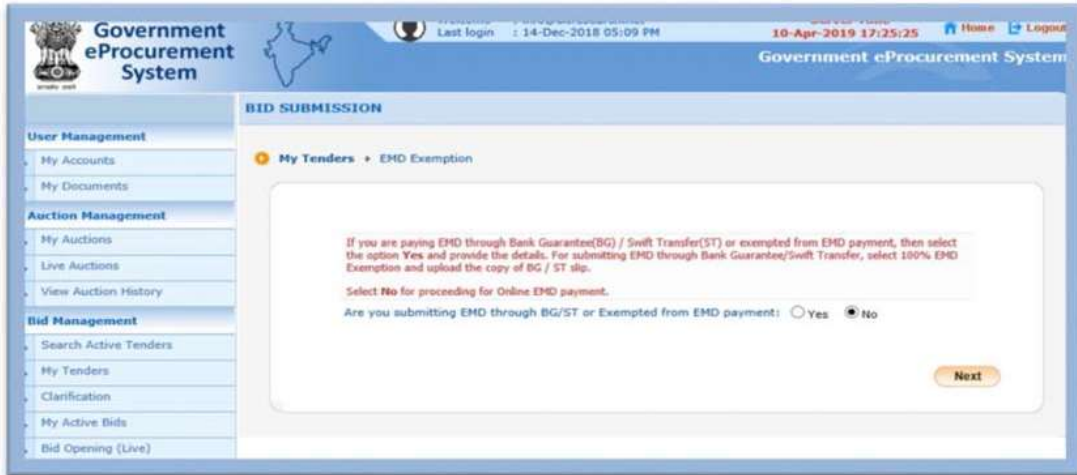 Government
eProcurement
System
Last login : 14-Dec-2018 05:09 PM
10-Apr-2019 17:25:25
Home Logout
Government eProcurement System
BID SUBMISSION
User Management
My Accounts
My Documents
Auction Management
My Auctions
Live Auctions
View Auction History
Bid Management
Search Active Tenders
My Tenders
Clarification
My Active Bids
Bid Opening (Live)
My Tenders EMD Exemption
If you are paying EMD through Bank Guarantee(BG) / Swift Transfer(ST) or exempted from EMD payment, then select
the option Yes and provide the details. For submitting EMD through Bank Guarantee/Swift Transfer, select 100% EMD
Exemption and upload the copy of BG / ST slip.
Select No for proceeding for Online EMD payment.
Are you submitting EMD through BG/ST or Exempted from EMD payment: Yes No
Next